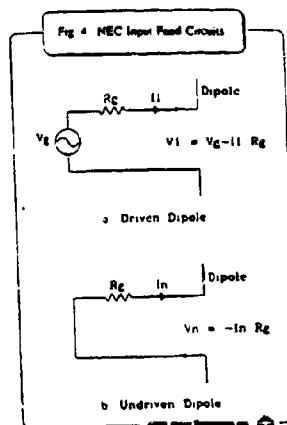 Fig 4 NEC Input Feed Circuits
Dipole
Rg
I1
Vg
V1 = Vg-I1 Rg
a Driven Dipole
Dipole
Rg
In
Vn = -In Rg
b Undriven Dipole